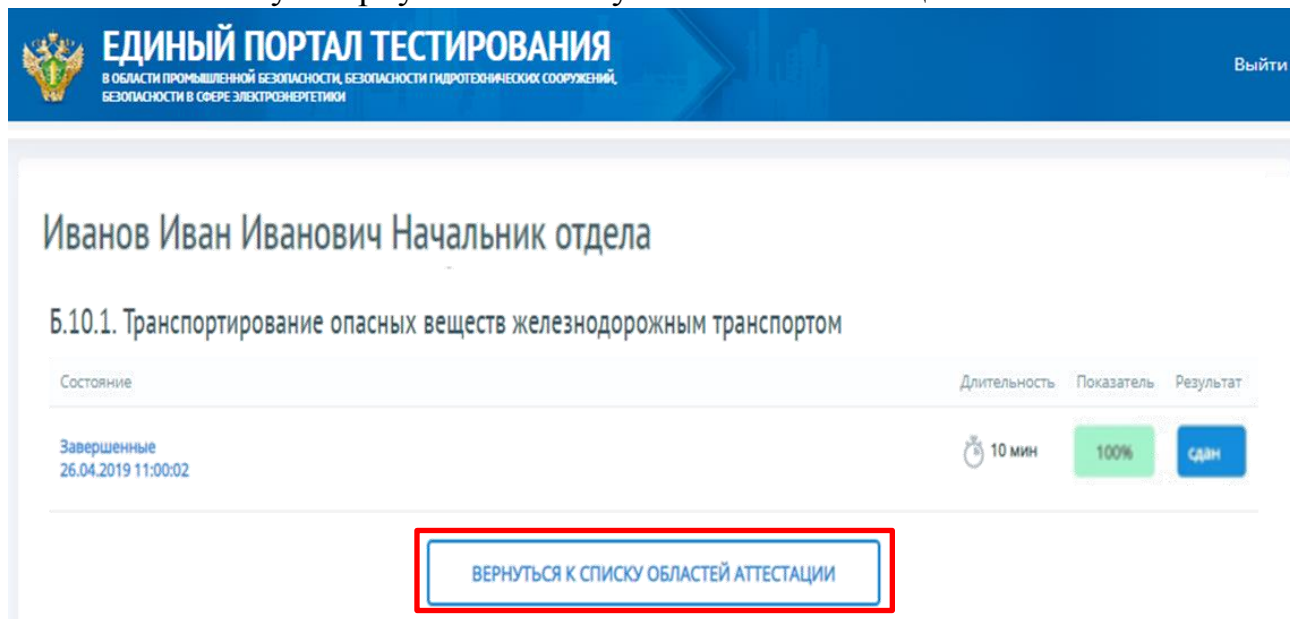 ЕДИНЫЙ ПОРТАЛ ТЕСТИРОВАНИЯ
В ОБЛАСТИ ПРОМЫШЛЕННОЙ БЕЗОПАСНОСТИ, БЕЗОПАСНОСТИ ГИДРОТЕХНИЧЕСКИХ СООРУЖЕНИЙ,
БЕЗОПАСНОСТИ В СФЕРЕ ЭЛЕКТРОЭНЕРГЕТИКИ
Выйти
Иванов Иван Иванович Начальник отдела
Б.10.1. Транспортирование опасных веществ железнодорожным транспортом
Состояние Длительность Показатель Результат
Завершенные
26.04.2019 11:00:02
10 мин 100% сдан
ВЕРНУТЬСЯ К СПИСКУ ОБЛАСТЕЙ АТТЕСТАЦИИ